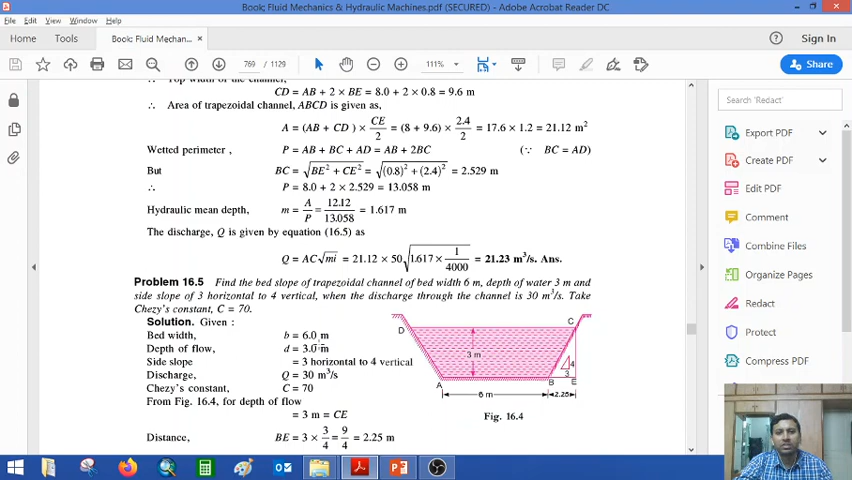 Book; Fluid Mechanics & Hydraulic Machines.pdf (SECURED) - Adobe Acrobat Reader DC
File Edit View Window Help
Home Tools Book; Fluid Mechan... × Sign In
769 / 1129 111% Share
∴ Top width of the channel,
CD = AB + 2 × BE = 8.0 + 2 × 0.8 = 9.6 m
∴ Area of trapezoidal channel, ABCD is given as,
A = (AB + CD ) × CE/2 = (8 + 9.6) × 2.4/2 = 17.6 × 1.2 = 21.12 m²
Wetted perimeter , P = AB + BC + AD = AB + 2BC (∵ BC = AD)
But BC = √(BE² + CE²) = √((0.8)² + (2.4)²) = 2.529 m
∴ P = 8.0 + 2 × 2.529 = 13.058 m
Hydraulic mean depth, m = A/P = 12.12/13.058 = 1.617 m
The discharge, Q is given by equation (16.5) as
Q = AC√mi = 21.12 × 50√(1.617 × 1/4000) = 21.23 m³/s. Ans.
Problem 16.5 Find the bed slope of trapezoidal channel of bed width 6 m, depth of water 3 m and
side slope of 3 horizontal to 4 vertical, when the discharge through the channel is 30 m³/s. Take
Chezy's constant, C = 70.
Solution. Given :
Bed width, b = 6.0 m
Depth of flow, d = 3.0 m
Side slope = 3 horizontal to 4 vertical
Discharge, Q = 30 m³/s
Chezy's constant, C = 70
From Fig. 16.4, for depth of flow
= 3 m = CE
Distance, BE = 3 × 3/4 = 9/4 = 2.25 m
D C
3 m
4
3
A B E
6 m 2.25
Fig. 16.4
Search 'Redact'
Export PDF
Create PDF
Edit PDF
Comment
Combine Files
Organize Pages
Redact
Protect
Compress PDF